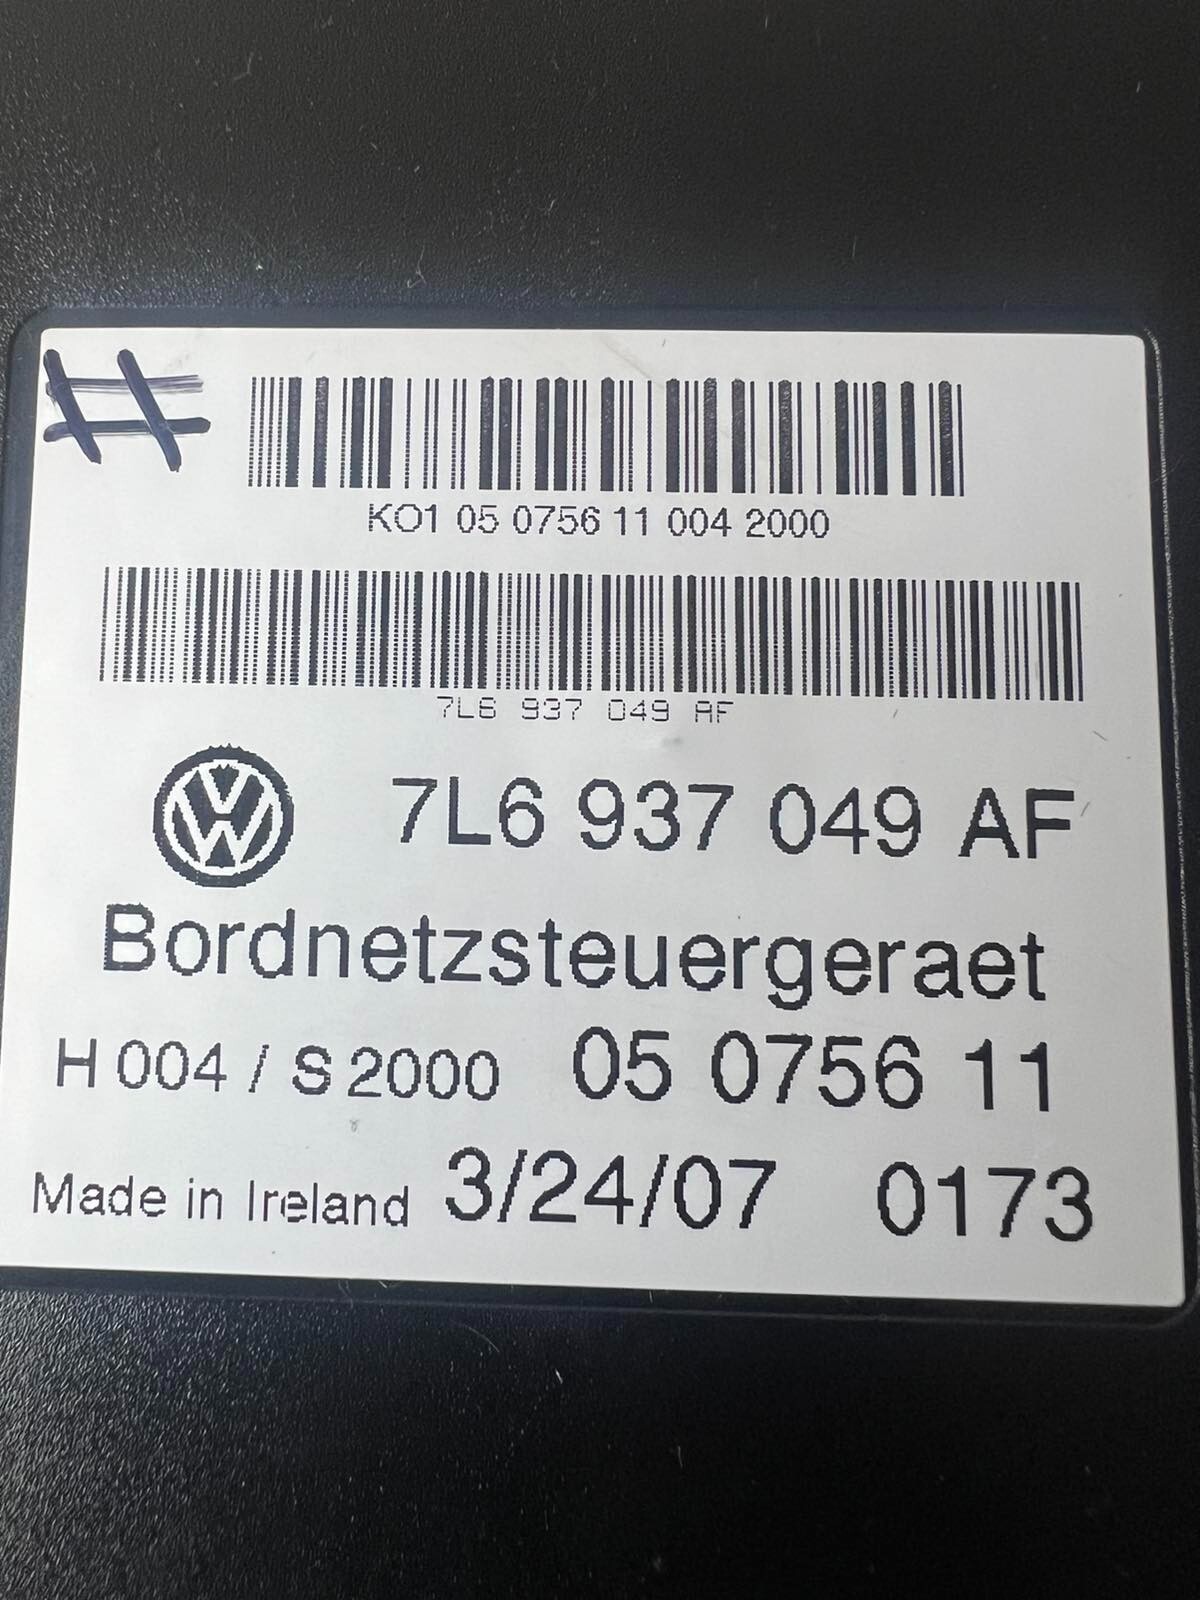 #
KO1 05 0756 11 004 2000
7L6 937 049 AF
7L6 937 049 AF
Bordnetzsteuergeraet
H 004 / S 2000 05 0756 11
Made in Ireland 3/24/07 0173